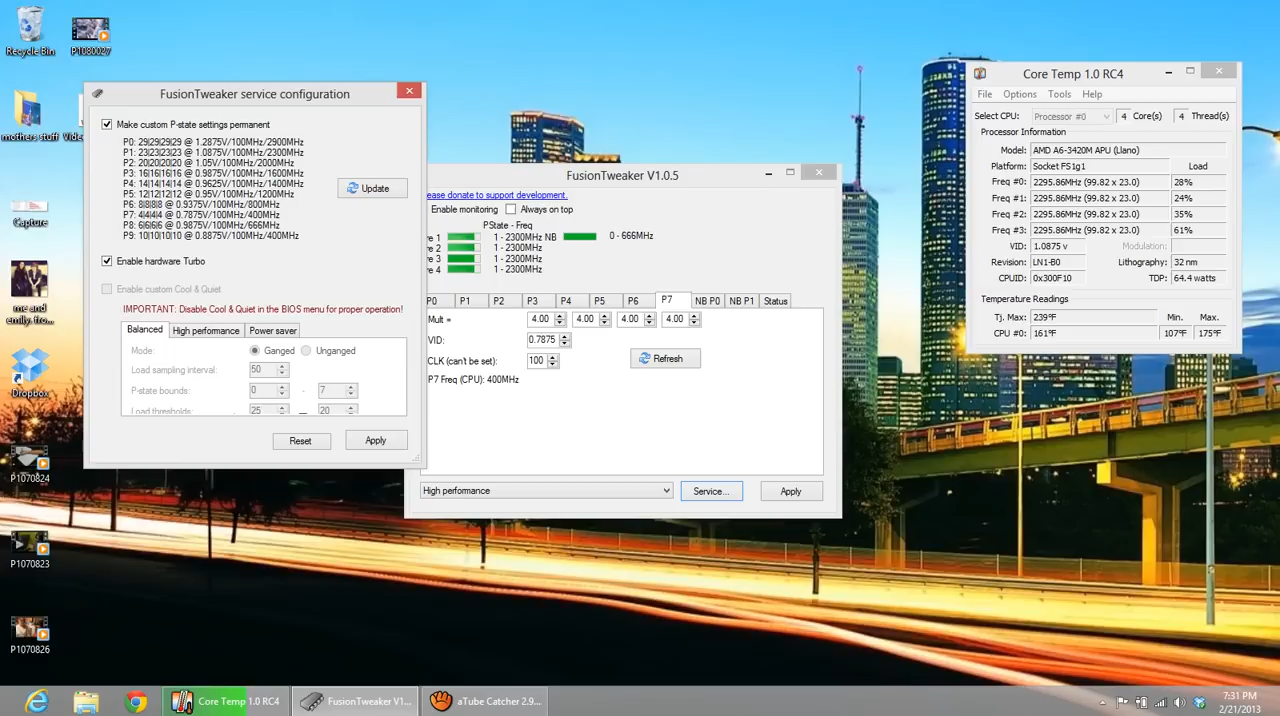 Recycle Bin
P1080027
mothers stuff
Capture
me and
emily. fro...
Dropbox
P1070824
P1070823
P1070826
FusionTweaker Service configuration
Make custom P-state settings permanent
P0: 29|29|29|29 @ 1.2875V/100MHz/2900MHz
P1: 23|23|23|23 @ 1.0875V/100MHz/2300MHz
P2: 20|20|20|20 @ 1.05V/100MHz/2000MHz
P3: 16|16|16|16 @ 0.9875V/100MHz/1600MHz
P4: 14|14|14|14 @ 0.9625V/100MHz/1400MHz
P5: 12|12|12|12 @ 0.95V/100MHz/1200MHz
P6: 8|8|8|8 @ 0.9375V/100MHz/800MHz
P7: 4|4|4|4 @ 0.7875V/100MHz/400MHz
P8: 6|6|6|6 @ 0.9875V/100MHz/666MHz
P9: 10|10|10|10 @ 0.8875V/100MHz/400MHz
Update
Enable hardware Turbo
Enable custom Cool & Quiet
IMPORTANT: Disable Cool & Quiet in the BIOS menu for proper operation!
Balanced High performance Power saver
Mode: Ganged Unganged
Load sampling interval: 50
P-state bounds: 0 7
Load thresholds: 25 20
Reset Apply
FusionTweaker V1.0.5
ease donate to support development.
Enable monitoring Always on top
PState - Freq
re 1 1 - 2300MHz NB 0 - 666MHz
2 1 - 2300MHz
3 1 - 2300MHz
4 1 - 2300MHz
P0 P1 P2 P3 P4 P5 P6 P7 NB P0 NB P1 Status
Mult = 4.00 4.00 4.00 4.00
VID: 0.7875
CLK (can't be set): 100
Refresh
P7 Freq (CPU): 400MHz
High performance Service... Apply
Core Temp 1.0 RC4
File Options Tools Help
Select CPU: Processor #0 4 Core(s) 4 Thread(s)
Processor Information
Model: AMD A6-3420M APU (Llano)
Platform: Socket FS1g1 Load
Freq #0: 2295.86MHz (99.82 x 23.0) 28%
Freq #1: 2295.86MHz (99.82 x 23.0) 24%
Freq #2: 2295.86MHz (99.82 x 23.0) 35%
Freq #3: 2295.86MHz (99.82 x 23.0) 61%
VID: 1.0875 v Modulation:
Revision: LN1-B0 Lithography: 32 nm
CPUID: 0x300F10 TDP: 64.4 watts
Temperature Readings
Tj. Max: 239°F Min. Max.
CPU #0: 161°F 107°F 175°F
Core Temp 1.0 RC4
FusionTweaker V1...
aTube Catcher 2.9...
7:31 PM
2/21/2013